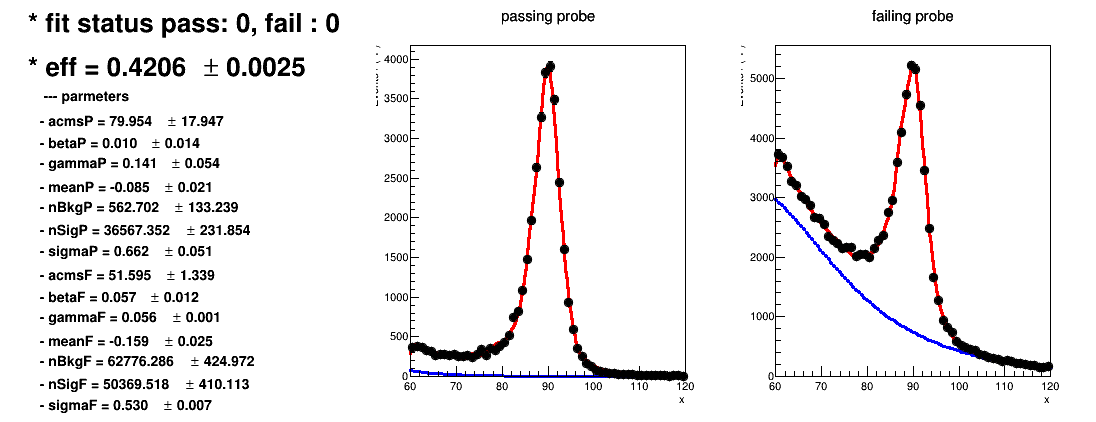 * fit status pass: 0, fail : 0
* eff = 0.4206 ± 0.0025
--- parmeters
- acmsP = 79.954 ± 17.947
- betaP = 0.010 ± 0.014
- gammaP = 0.141 ± 0.054
- meanP = -0.085 ± 0.021
- nBkgP = 562.702 ± 133.239
- nSigP = 36567.352 ± 231.854
- sigmaP = 0.662 ± 0.051
- acmsF = 51.595 ± 1.339
- betaF = 0.057 ± 0.012
- gammaF = 0.056 ± 0.001
- meanF = -0.159 ± 0.025
- nBkgF = 62776.286 ± 424.972
- nSigF = 50369.518 ± 410.113
- sigmaF = 0.530 ± 0.007
passing probe
4000
3500
3000
2500
2000
1500
1000
500
0
60 70 80 90 100 110 120
x
failing probe
5000
4000
3000
2000
1000
0
60 70 80 90 100 110 120
x